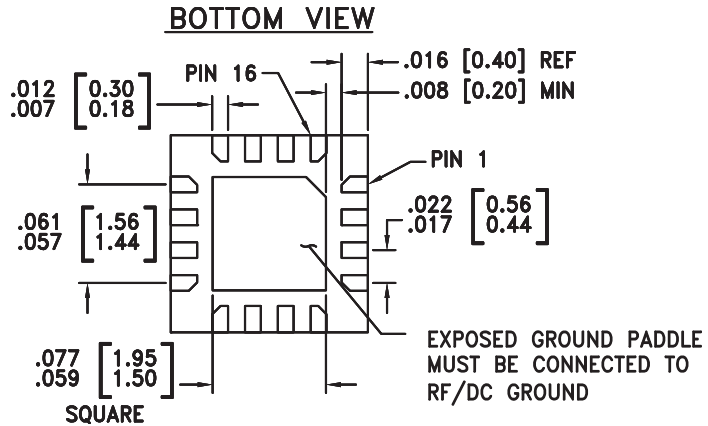 BOTTOM VIEW
.016 [0.40] REF
.008 [0.20] MIN
PIN 16
.012 [0.30]
.007 [0.18]
PIN 1
.022 [0.56]
.017 [0.44]
.061 [1.56]
.057 [1.44]
EXPOSED GROUND PADDLE
MUST BE CONNECTED TO
RF/DC GROUND
.077 [1.95]
.059 [1.50]
SQUARE